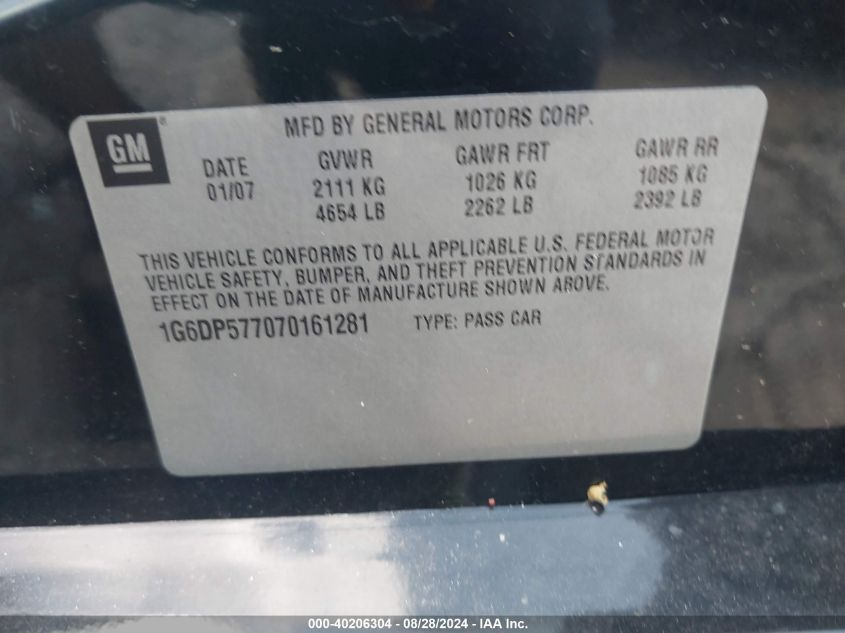 GM ®
MFD BY GENERAL MOTORS CORP.
DATE GVWR GAWR FRT GAWR RR
01/07 2111 KG 1026 KG 1085 KG
4654 LB 2262 LB 2392 LB
THIS VEHICLE CONFORMS TO ALL APPLICABLE U.S. FEDERAL MOTOR
VEHICLE SAFETY, BUMPER, AND THEFT PREVENTION STANDARDS IN
EFFECT ON THE DATE OF MANUFACTURE SHOWN ABOVE.
1G6DP577070161281 TYPE: PASS CAR
000-40206304 - 08/28/2024 - IAA Inc.